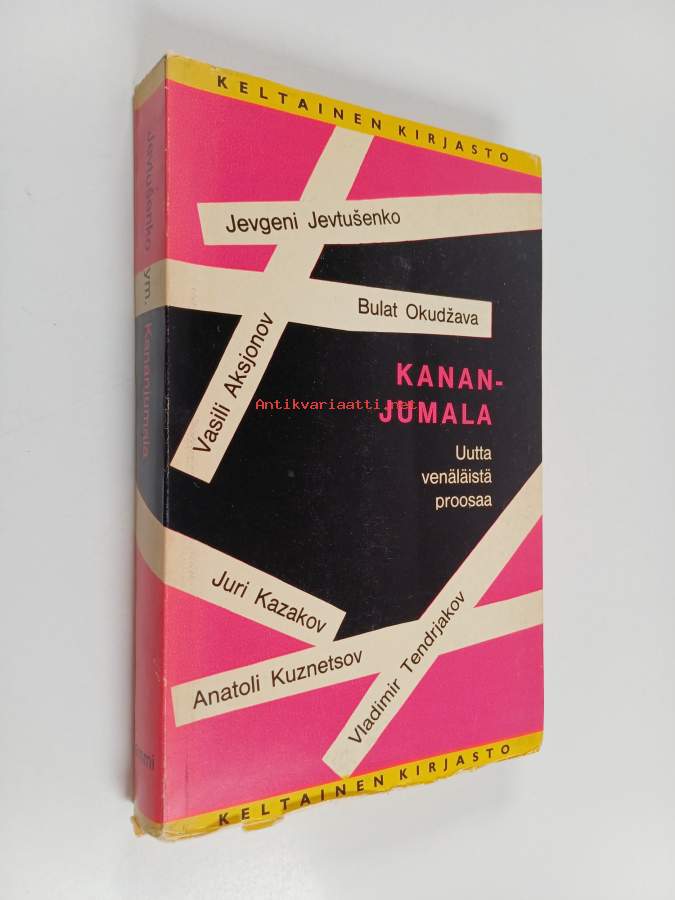 KELTAINEN KIRJASTO
Jevgeni Jevtušenko
Bulat Okudžava
Vasili Aksjonov
KANAN-
JUMALA
Antikvariaatti.net
Uutta
venäläistä
proosaa
Juri Kazakov
Anatoli Kuznetsov
Vladimir Tendrjakov
KELTAINEN KIRJASTO
Jevtušenko ym. Kananjumala